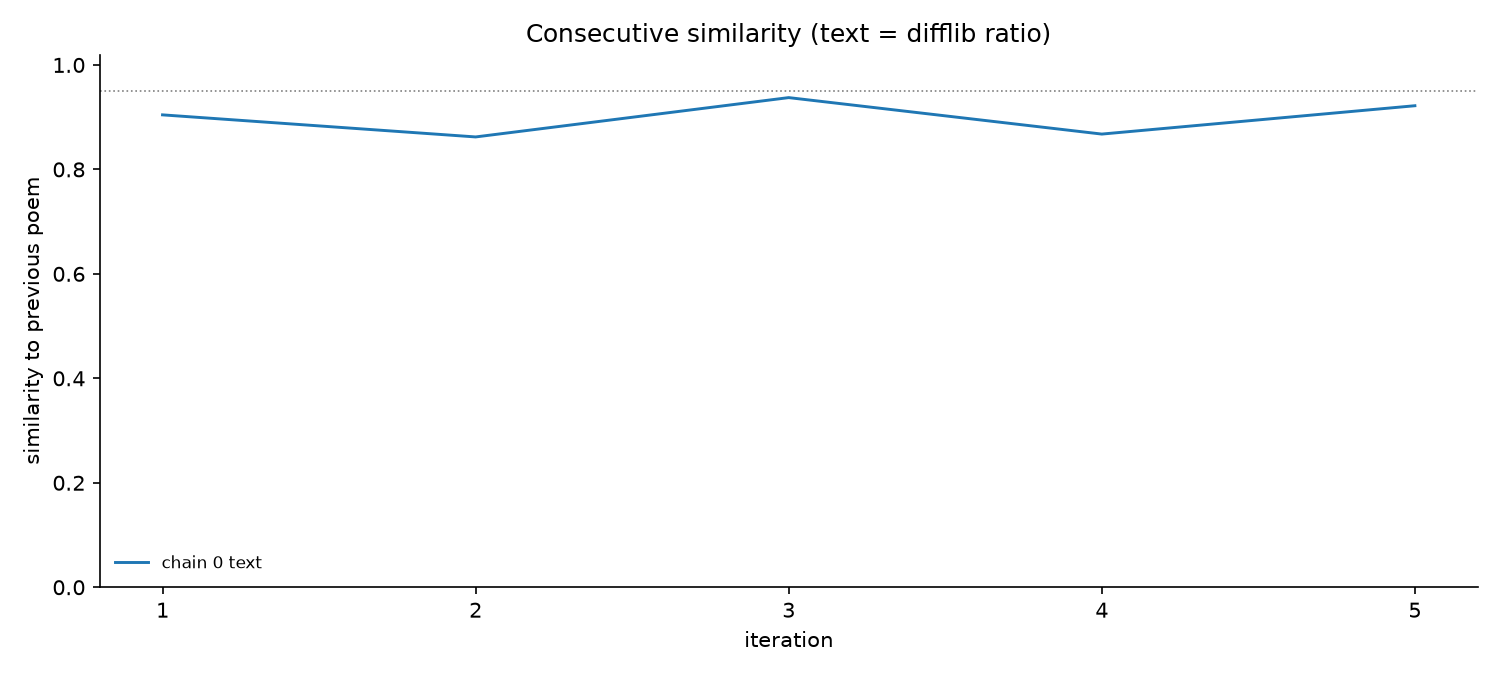 Consecutive similarity (text = difflib ratio)
1.0
0.8
0.6
0.4
0.2
0.0
similarity to previous poem
chain 0 text
1 2 3 4 5
iteration